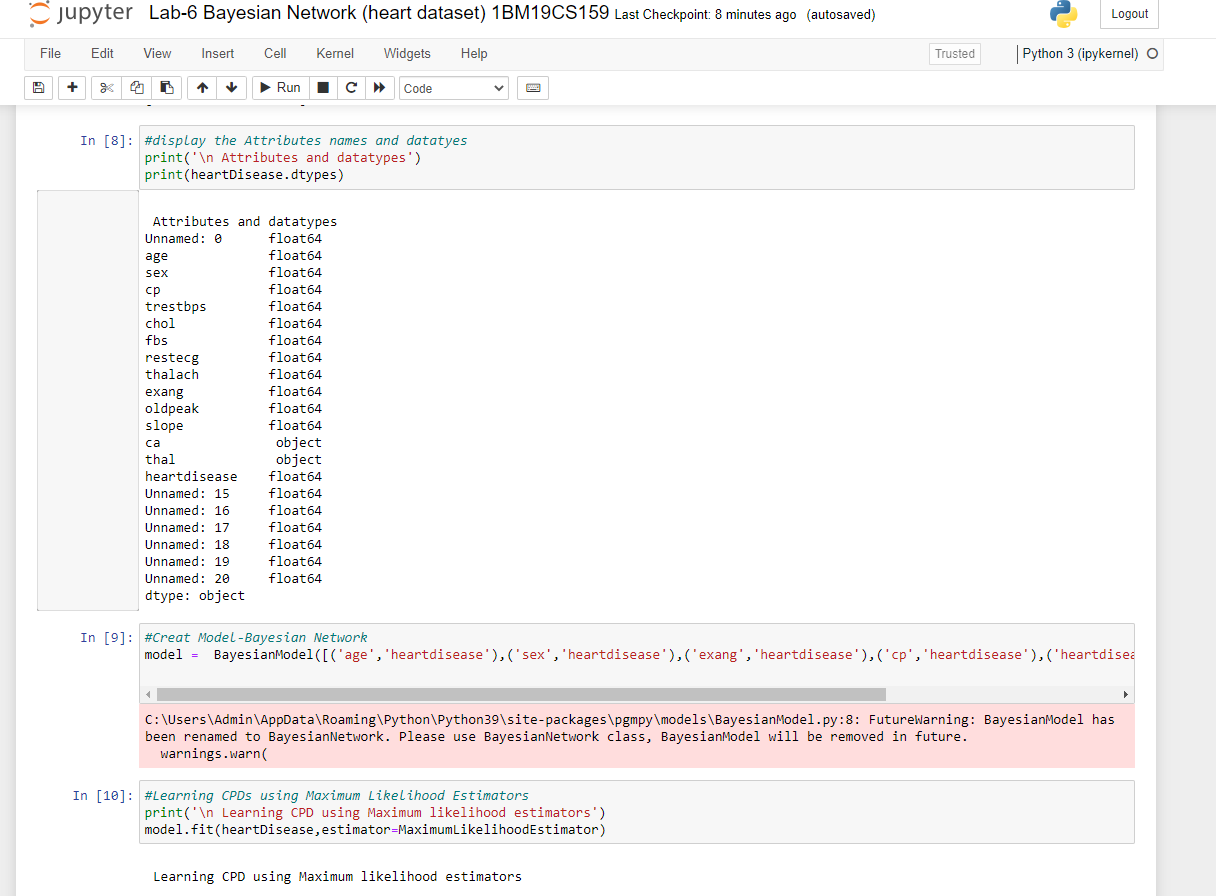 jupyter Lab-6 Bayesian Network (heart dataset) 1BM19CS159 Last Checkpoint: 8 minutes ago (autosaved)
Logout
File Edit View Insert Cell Kernel Widgets Help
Trusted
Python 3 (ipykernel)
Run
Code
In [8]:
#display the Attributes names and datatyes
print('\n Attributes and datatypes')
print(heartDisease.dtypes)
Attributes and datatypes
Unnamed: 0 float64
age float64
sex float64
cp float64
trestbps float64
chol float64
fbs float64
restecg float64
thalach float64
exang float64
oldpeak float64
slope float64
ca object
thal object
heartdisease float64
Unnamed: 15 float64
Unnamed: 16 float64
Unnamed: 17 float64
Unnamed: 18 float64
Unnamed: 19 float64
Unnamed: 20 float64
dtype: object
In [9]:
#Creat Model-Bayesian Network
model = BayesianModel([('age','heartdisease'),('sex','heartdisease'),('exang','heartdisease'),('cp','heartdisease'),('heartdisea
C:\Users\Admin\AppData\Roaming\Python\Python39\site-packages\pgmpy\models\BayesianModel.py:8: FutureWarning: BayesianModel has
been renamed to BayesianNetwork. Please use BayesianNetwork class, BayesianModel will be removed in future.
warnings.warn(
In [10]:
#Learning CPDs using Maximum Likelihood Estimators
print('\n Learning CPD using Maximum likelihood estimators')
model.fit(heartDisease,estimator=MaximumLikelihoodEstimator)
Learning CPD using Maximum likelihood estimators